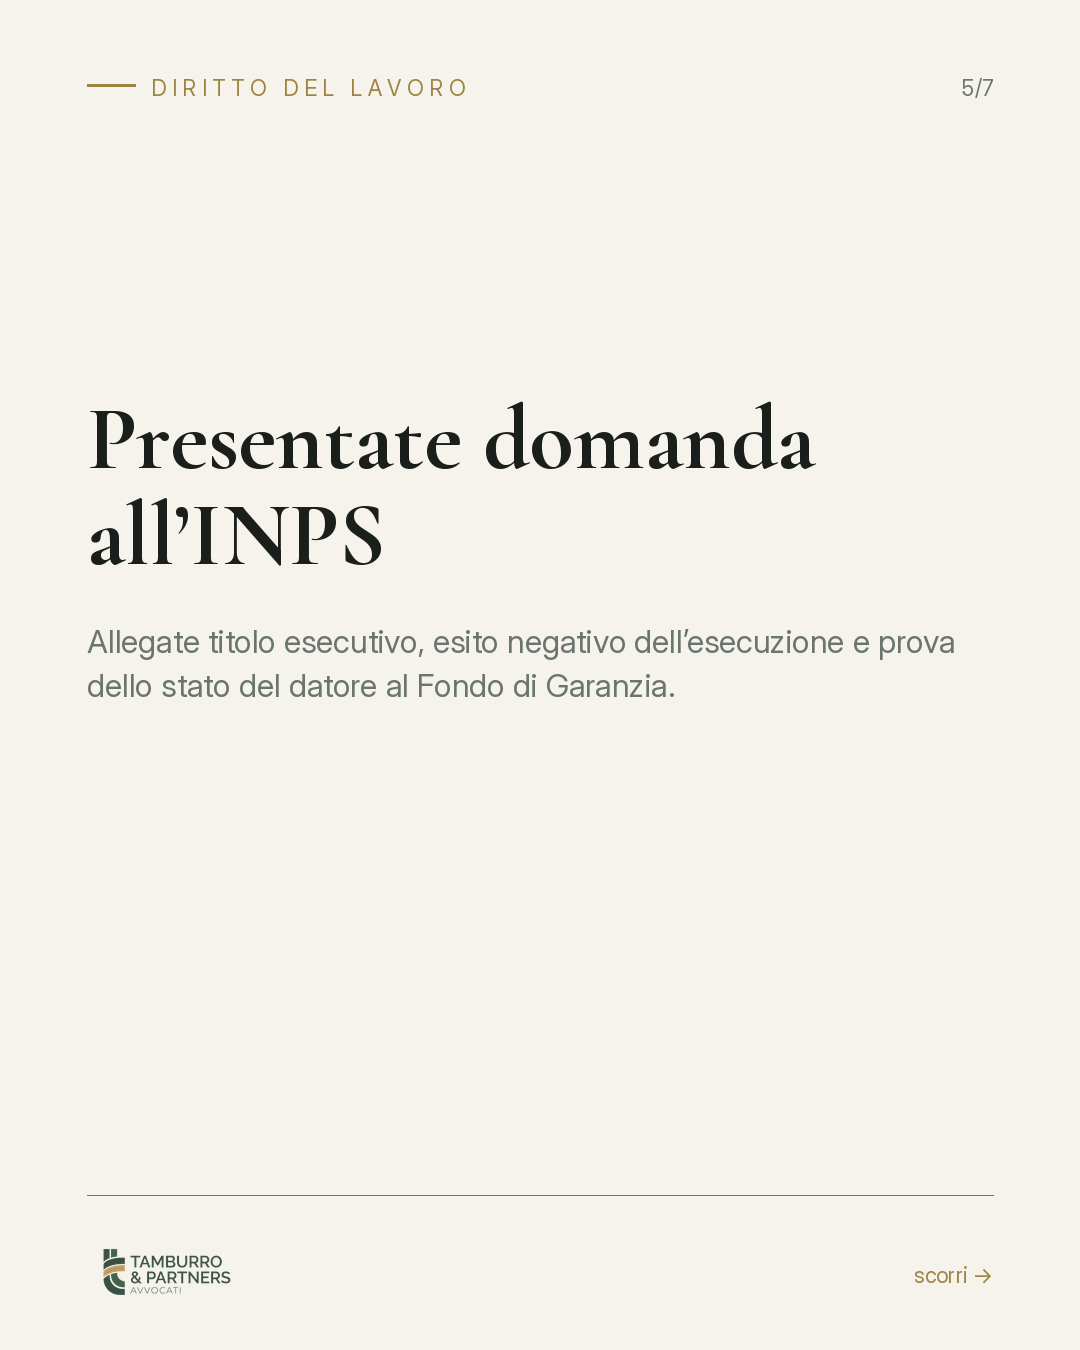 DIRITTO DEL LAVORO
5/7
Presentate domanda
all’INPS
Allegate titolo esecutivo, esito negativo dell’esecuzione e prova
dello stato del datore al Fondo di Garanzia.
TAMBURRO
& PARTNERS
AVVOCATI
scorri →